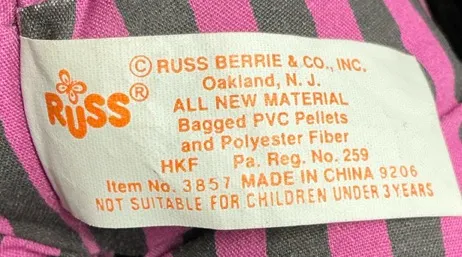 © RUSS BERRIE & CO., INC.
Oakland, N. J.
RUSS®
ALL NEW MATERIAL
Bagged PVC Pellets
and Polyester Fiber
HKF Pa. Reg. No. 259
Item No. 3857 MADE IN CHINA 9206
NOT SUITABLE FOR CHILDREN UNDER 3 YEARS